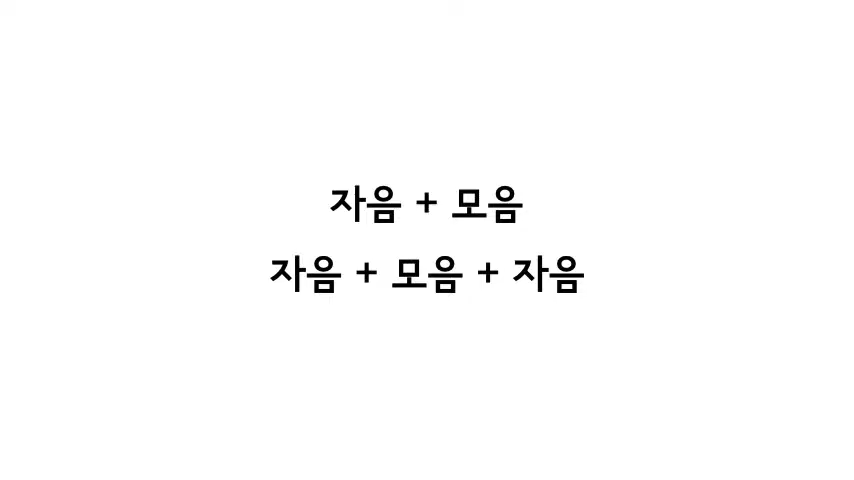 자음 + 모음
자음 + 모음 + 자음